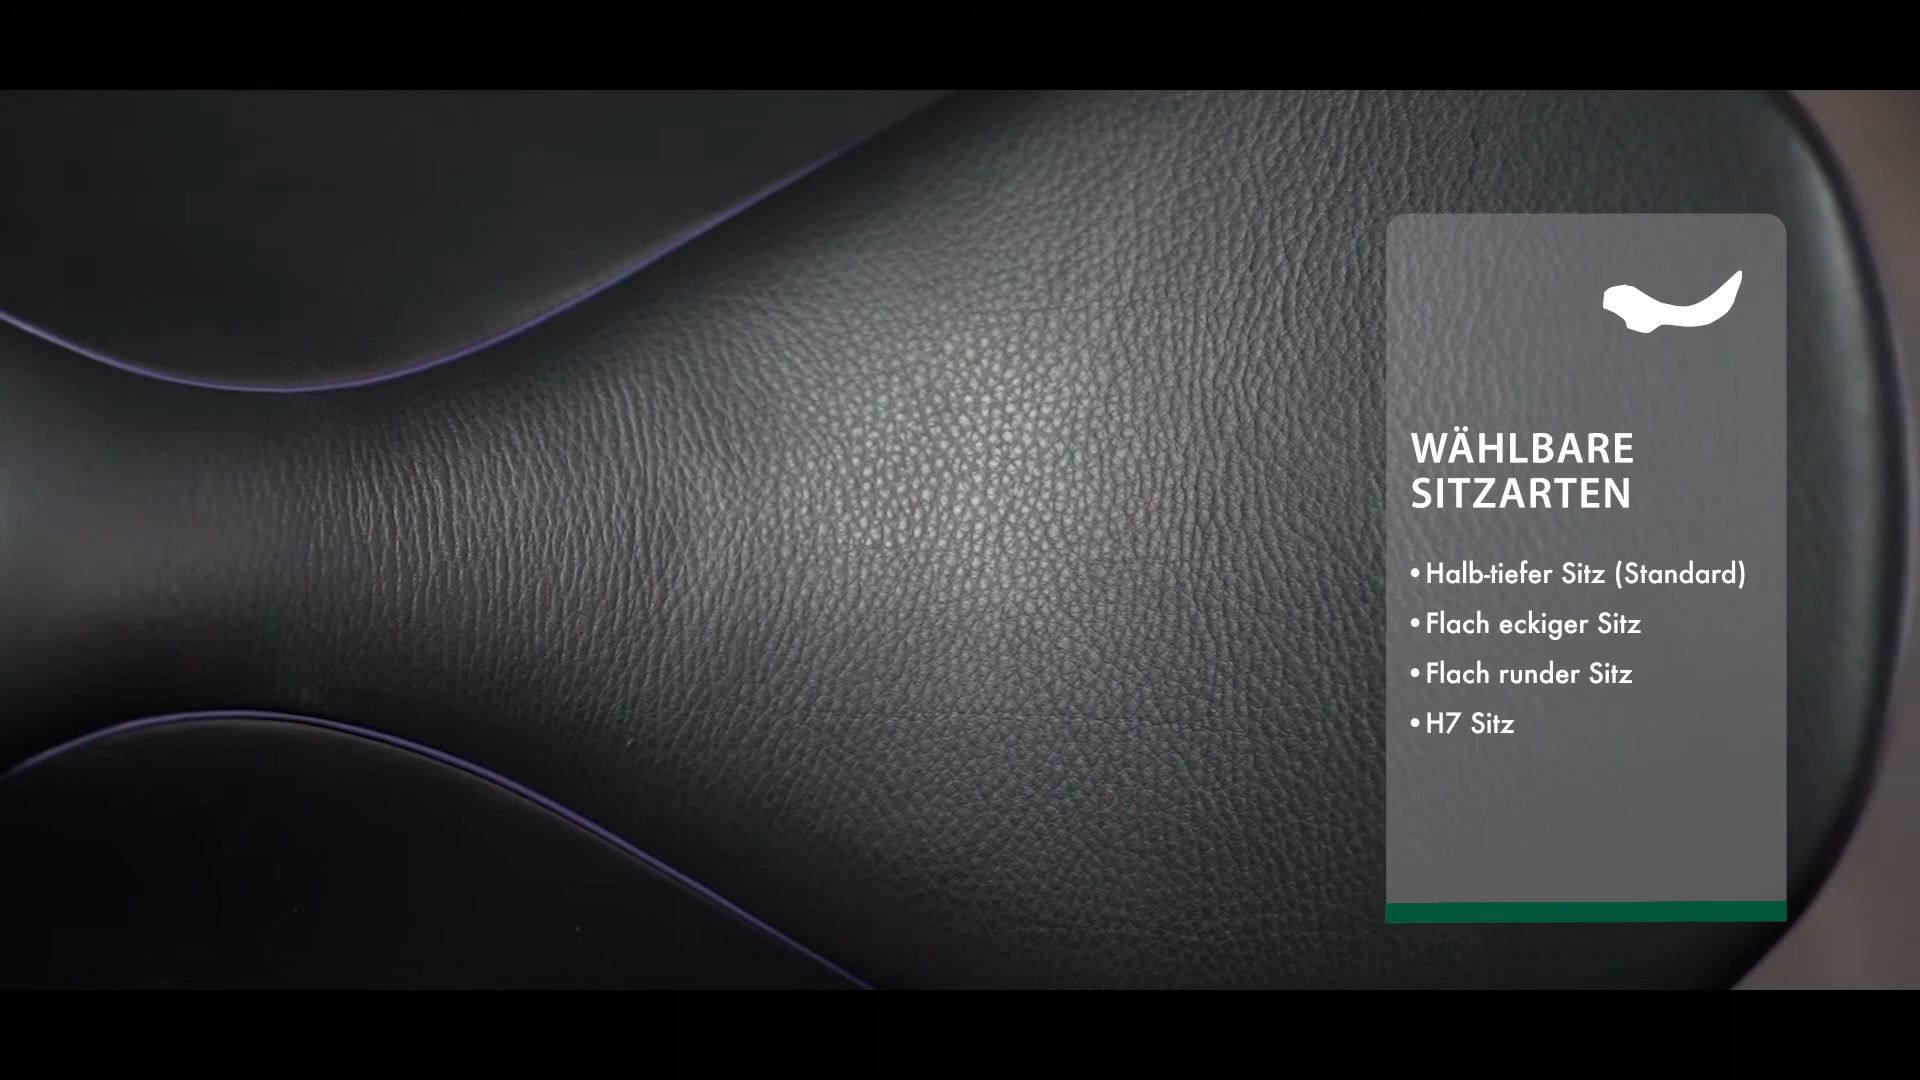 WÄHLBARE
SITZARTEN
• Halb-tiefer Sitz (Standard)
• Flach eckiger Sitz
• Flach runder Sitz
• H7 Sitz